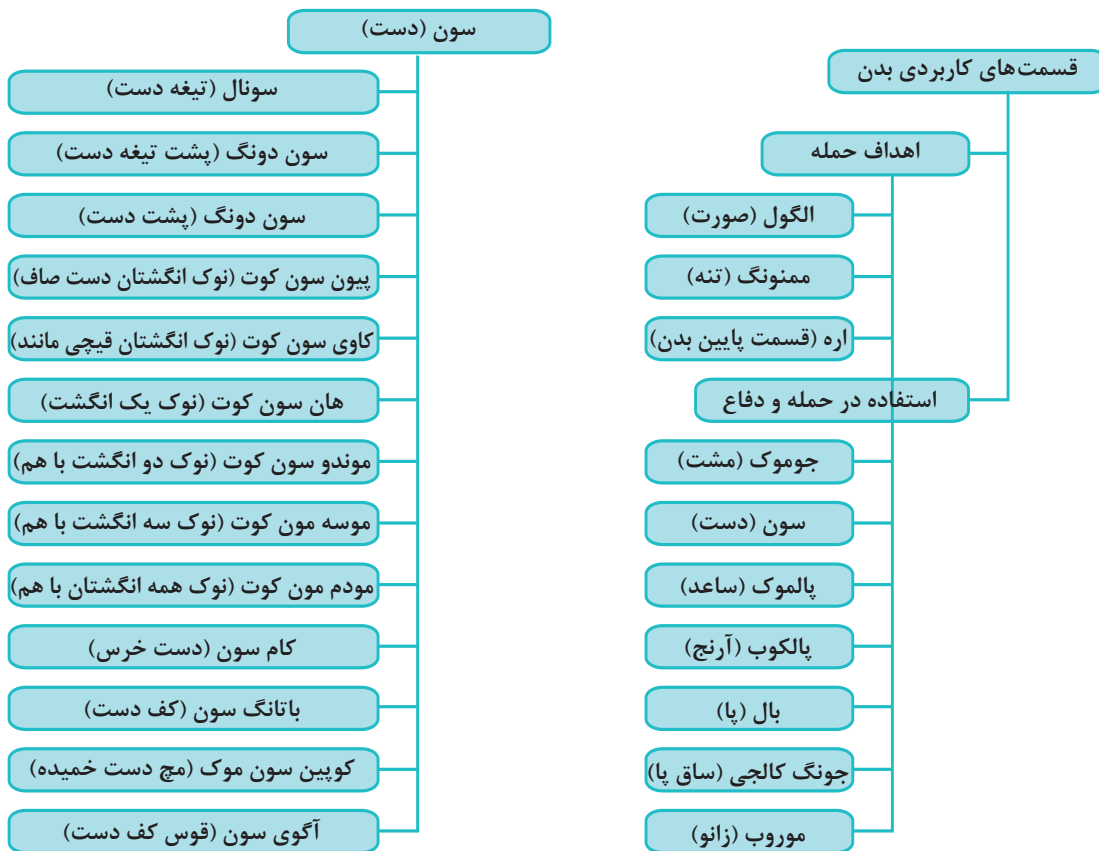 قسمت‌های کاربردی بدن
اهداف حمله
الگول (صورت)
ممنونگ (تنه)
اره (قسمت پایین بدن)
استفاده در حمله و دفاع
جوموک (مشت)
سون (دست)
پالموک (ساعد)
پالکوب (آرنج)
بال (پا)
جونگ کالجی (ساق پا)
موروب (زانو)
سون (دست)
سونال (تیغه دست)
سون دونگ (پشت تیغه دست)
سون دونگ (پشت دست)
پیون سون کوت (نوک انگشتان دست صاف)
کاوی سون کوت (نوک انگشتان قیچی مانند)
هان سون کوت (نوک یک انگشت)
موندو سون کوت (نوک دو انگشت با هم)
موسه مون کوت (نوک سه انگشت با هم)
مودم مون کوت (نوک همه انگشتان با هم)
کام سون (دست خرس)
باتانگ سون (کف دست)
کوپین سون موک (مچ دست خمیده)
آگوی سون (قوس کف دست)